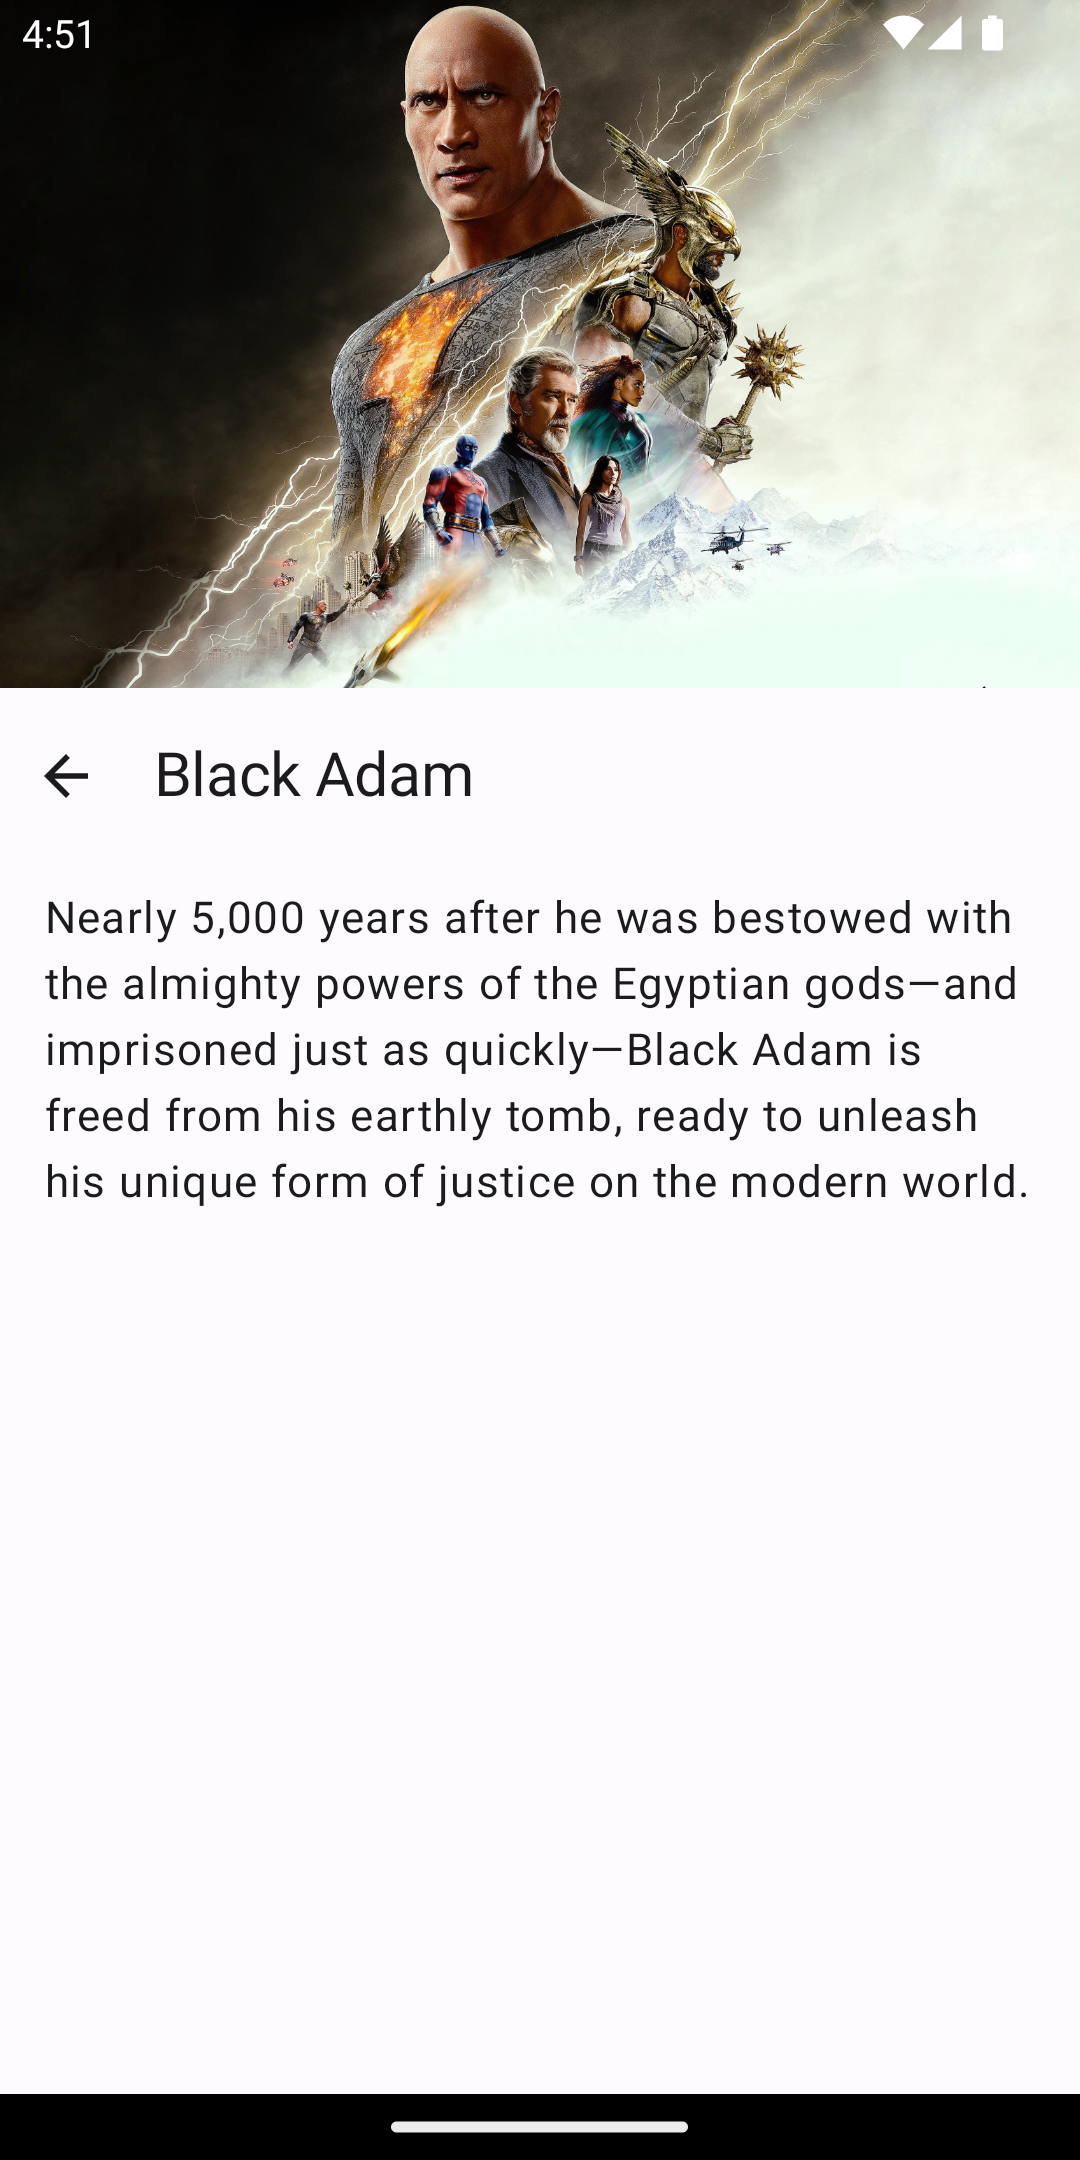 4:51
Black Adam
Nearly 5,000 years after he was bestowed with
the almighty powers of the Egyptian gods—and
imprisoned just as quickly—Black Adam is
freed from his earthly tomb, ready to unleash
his unique form of justice on the modern world.